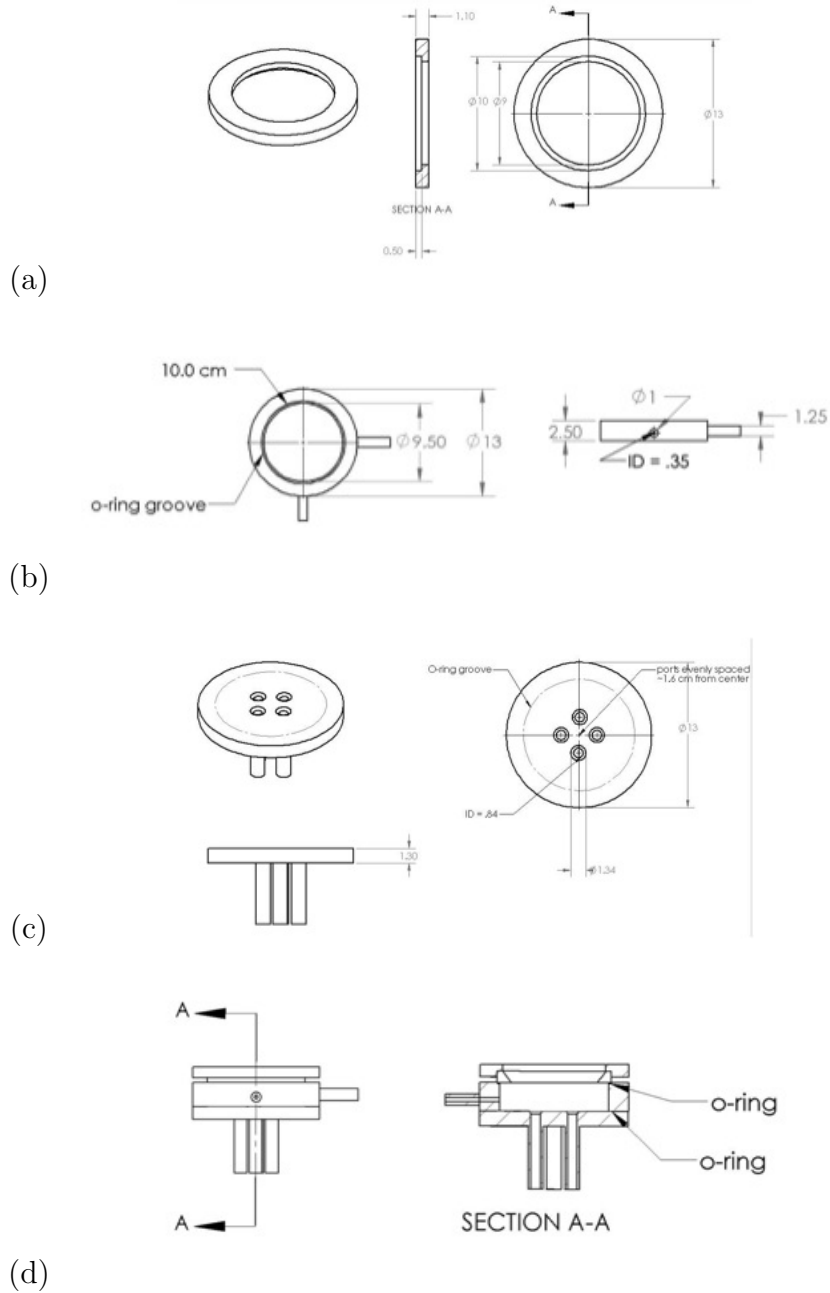 A
1.10
Ø10
Ø9
Ø13
A
SECTION A-A
0.50
(a)
10.0 cm
Ø9.50
Ø13
o-ring groove
Ø1
2.50
1.25
ID = .35
(b)
O-ring groove
ports evenly spaced
~1.6 cm from center
Ø13
ID = .84
1.30
Ø1.34
(c)
A
A
o-ring
o-ring
SECTION A-A
(d)